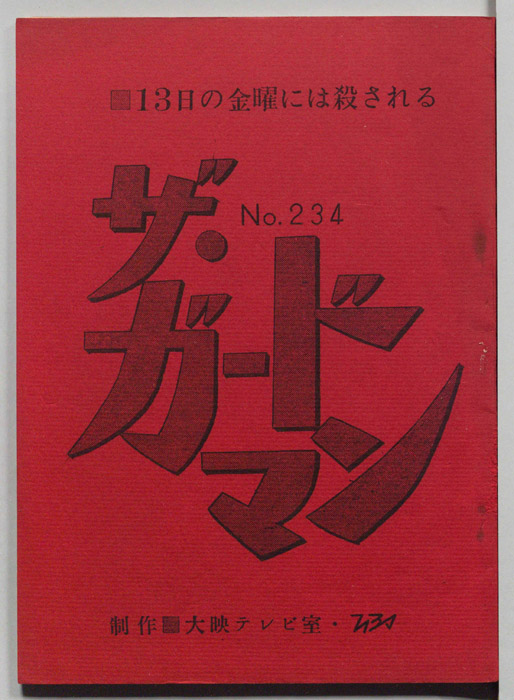 ■13日の金曜には殺される
No.234
ザ・
ガードマン
制作■大映テレビ室・TBS